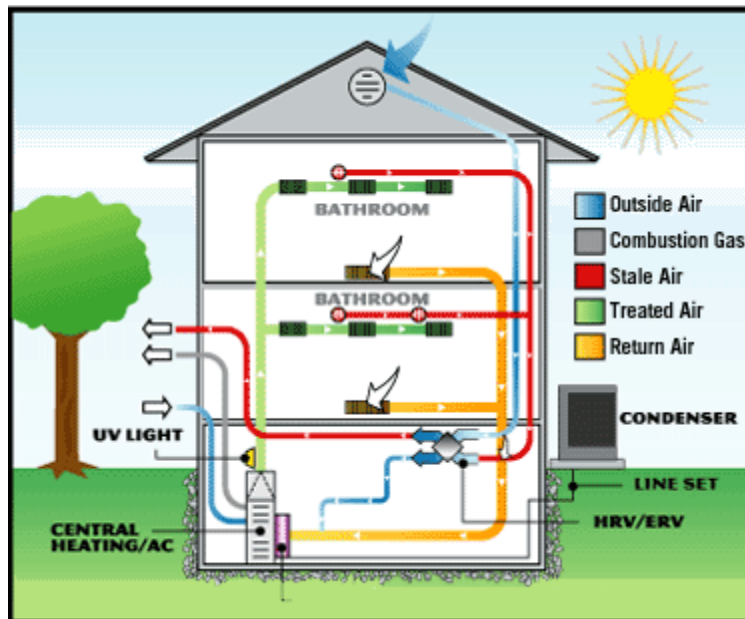 BATHROOM
BATHROOM
Outside Air
Combustion Gas
Stale Air
Treated Air
Return Air
UV LIGHT
CONDENSER
LINE SET
HRV/ERV
CENTRAL
HEATING/AC